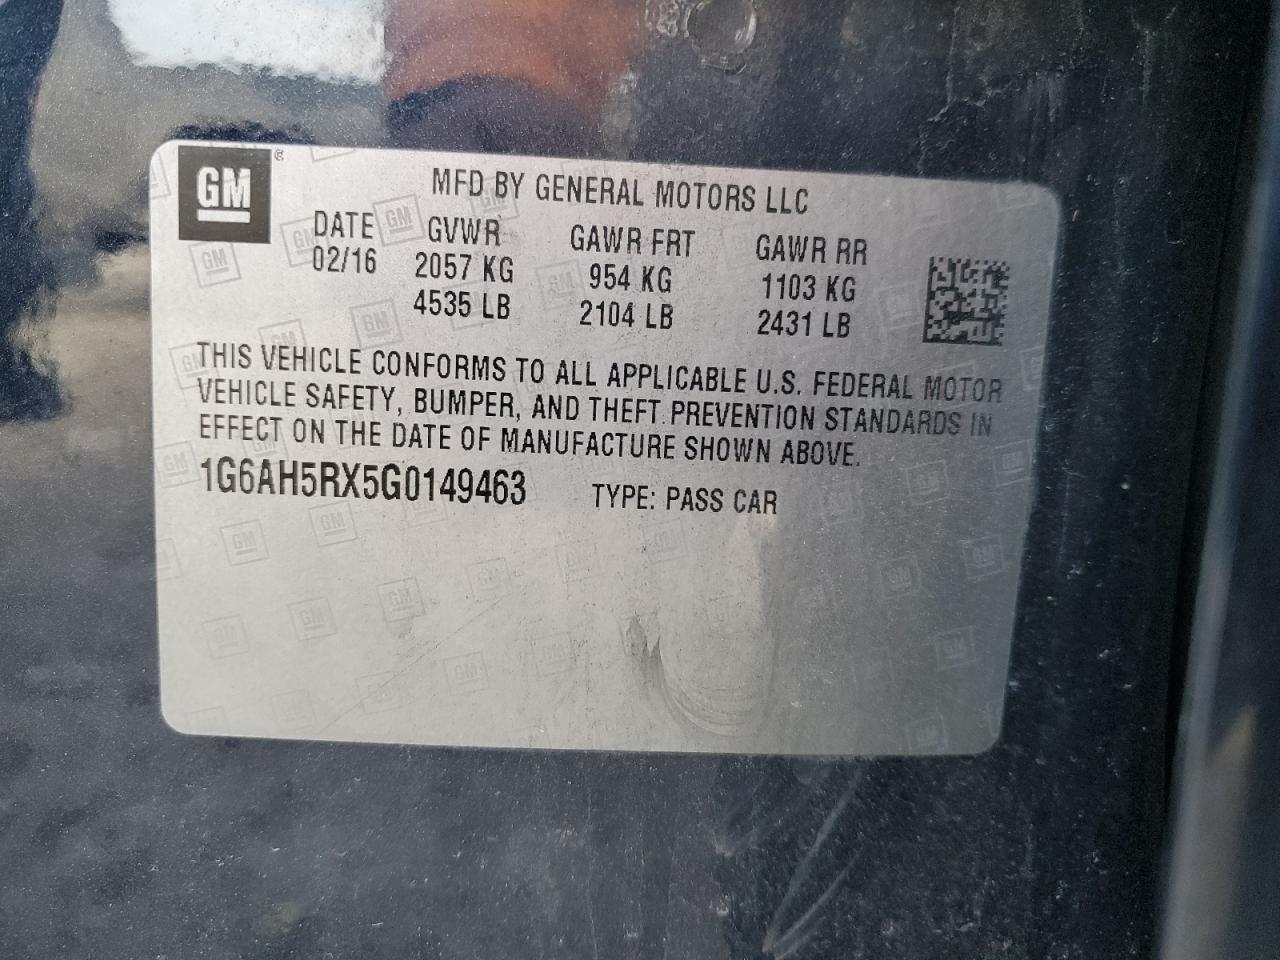 GM ®
MFD BY GENERAL MOTORS LLC
DATE GVWR GAWR FRT GAWR RR
02/16 2057 KG 954 KG 1103 KG
4535 LB 2104 LB 2431 LB
THIS VEHICLE CONFORMS TO ALL APPLICABLE U.S. FEDERAL MOTOR
VEHICLE SAFETY, BUMPER, AND THEFT PREVENTION STANDARDS IN
EFFECT ON THE DATE OF MANUFACTURE SHOWN ABOVE.
1G6AH5RX5G0149463 TYPE: PASS CAR